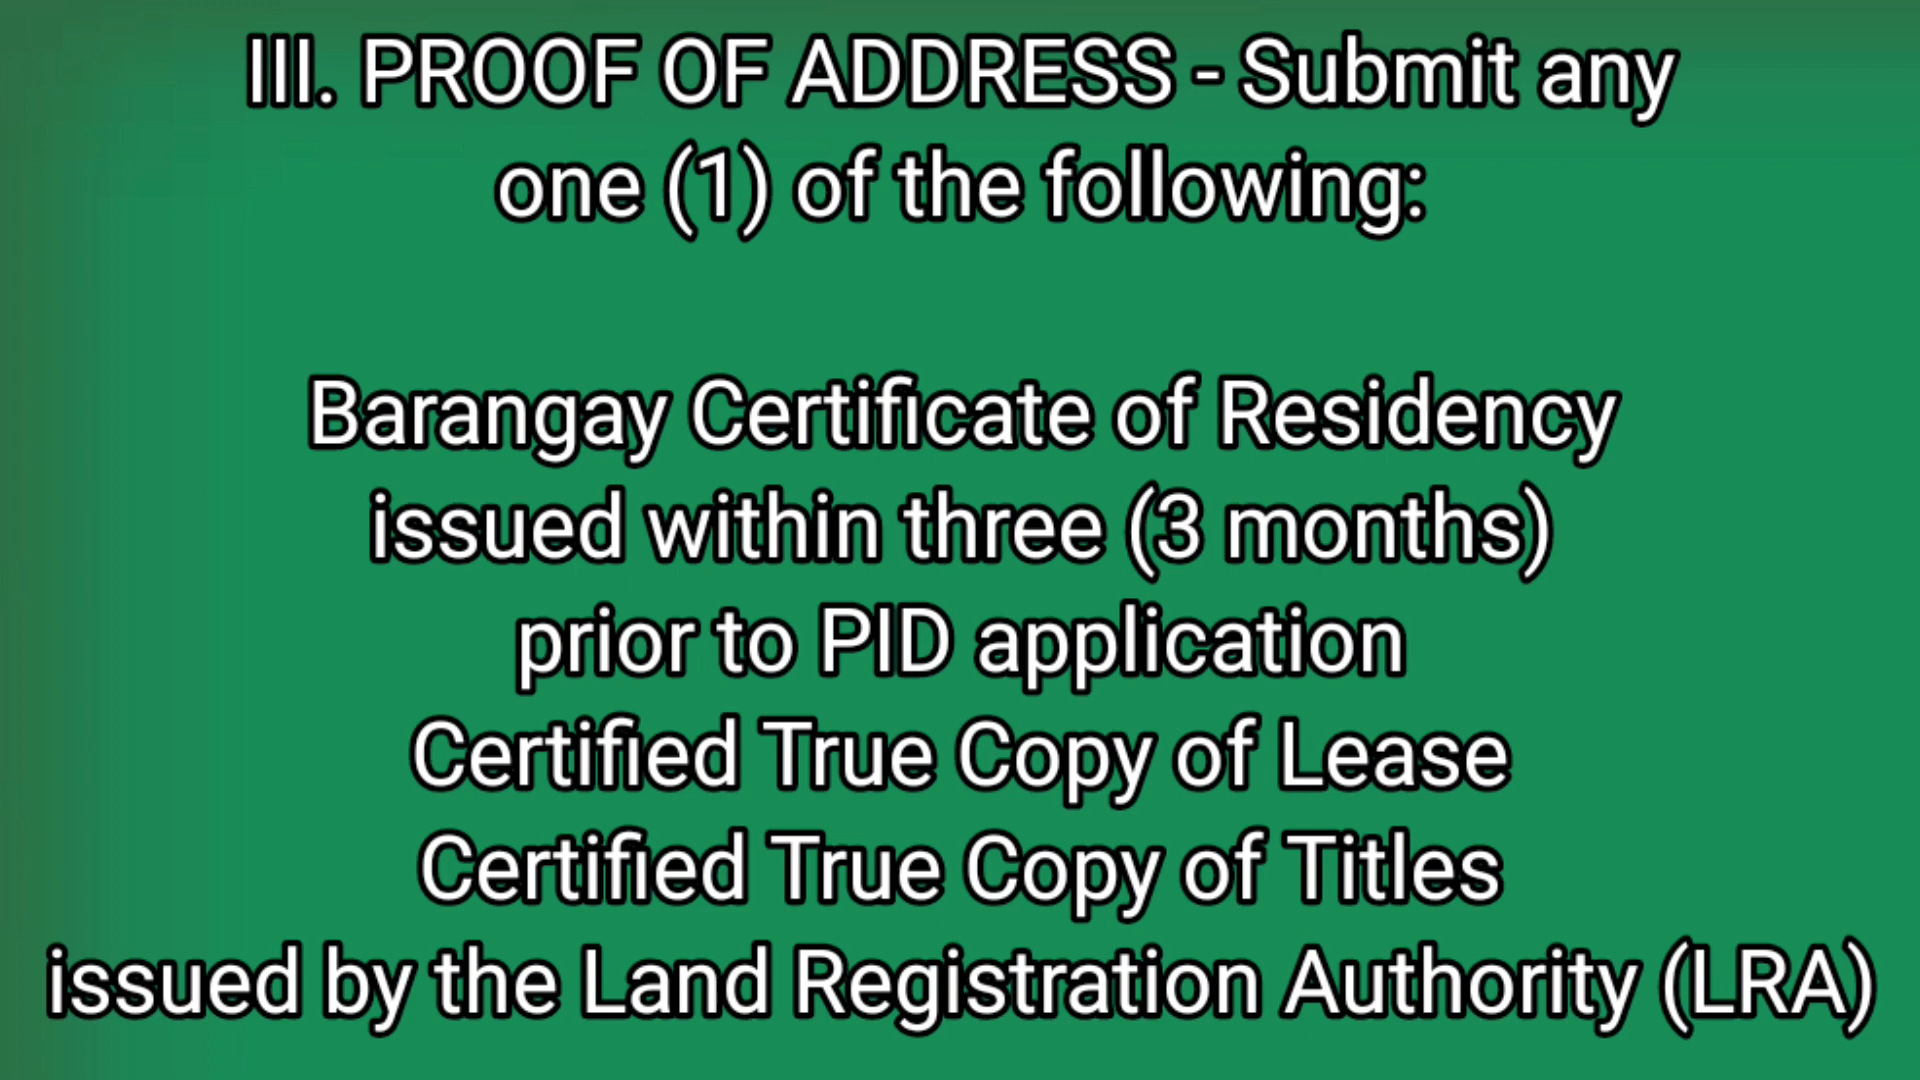 III. PROOF OF ADDRESS - Submit any
one (1) of the following:
Barangay Certificate of Residency
issued within three (3 months)
prior to PID application
Certified True Copy of Lease
Certified True Copy of Titles
issued by the Land Registration Authority (LRA)